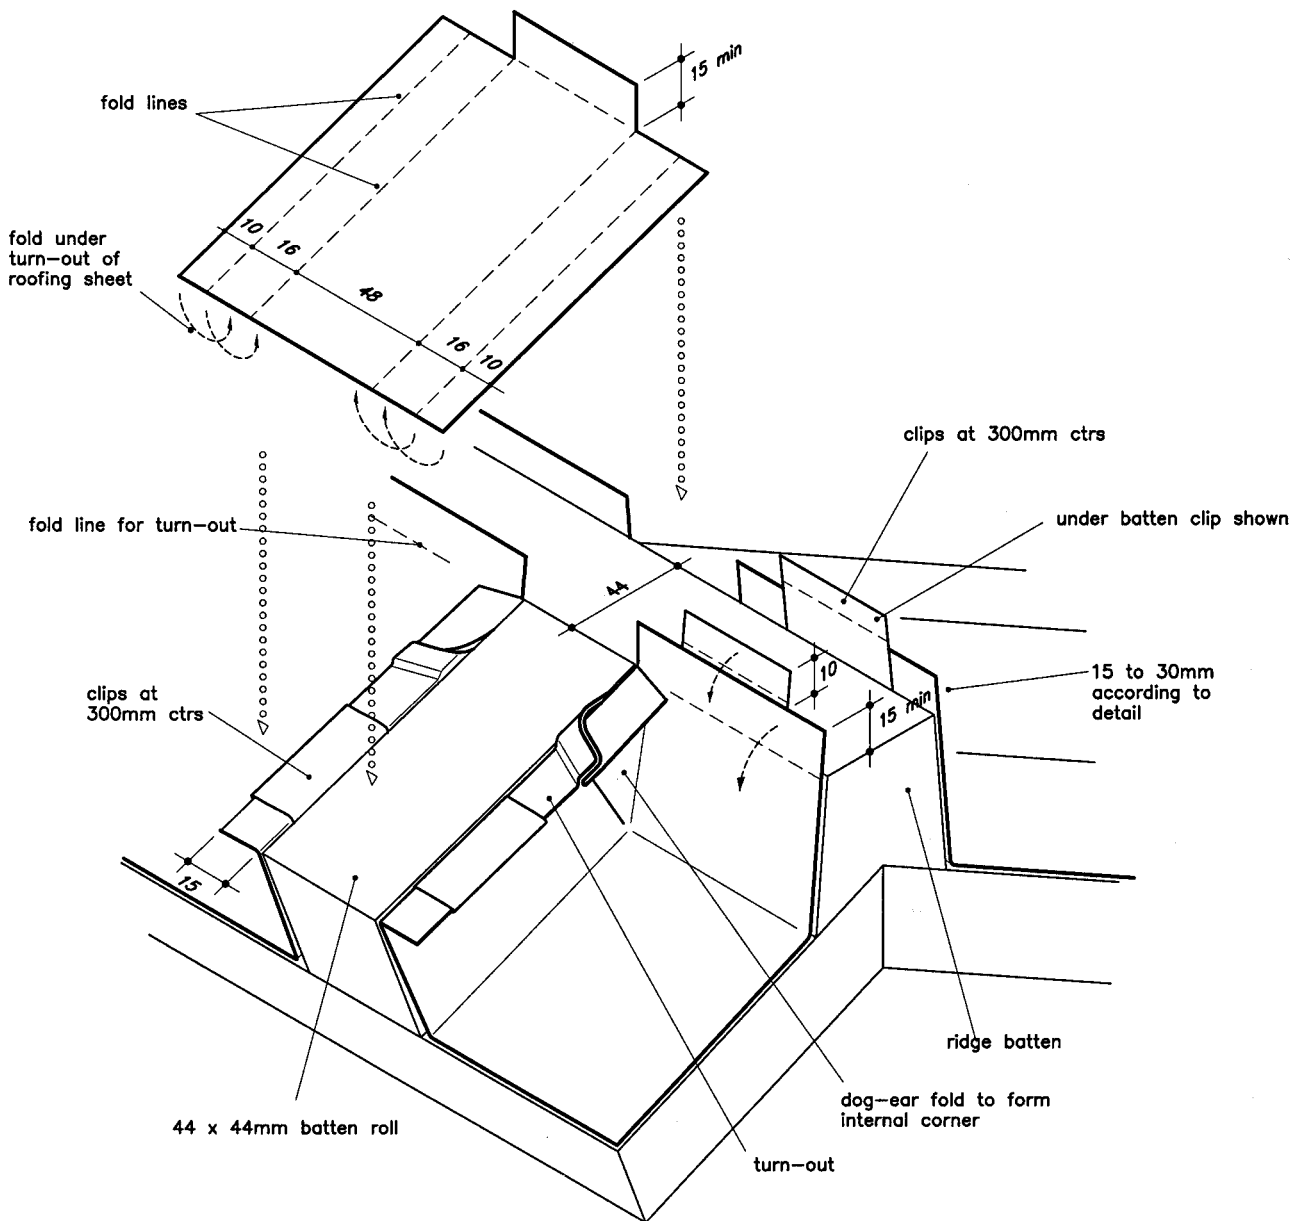 15 min
fold lines
fold under
turn-out of
roofing sheet
10
16
48
16
10
clips at 300mm ctrs
under batten clip shown
fold line for turn-out
44
10
15 min
15 to 30mm
according to
detail
clips at
300mm ctrs
15
ridge batten
dog-ear fold to form
internal corner
44 x 44mm batten roll
turn-out